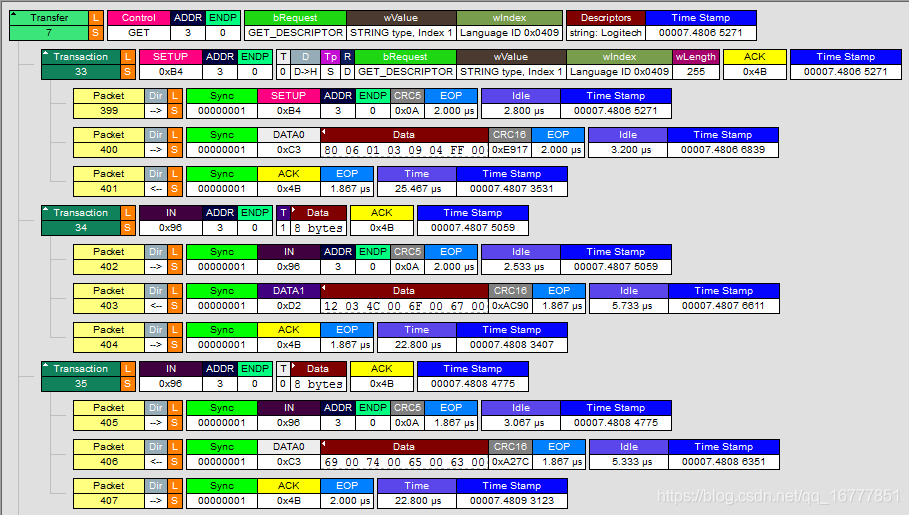 Transfer L Control ADDR ENDP bRequest wValue wIndex Descriptors Time Stamp
7 S GET 3 0 GET_DESCRIPTOR STRING type, Index 1 Language ID 0x0409 string: Logitech 00007.4806 5271
Transaction L SETUP ADDR ENDP T D Tp R bRequest wValue wIndex wLength ACK Time Stamp
33 S 0xB4 3 0 0 D->H S D GET_DESCRIPTOR STRING type, Index 1 Language ID 0x0409 255 0x4B 00007.4806 5271
Packet Dir L Sync SETUP ADDR ENDP CRC5 EOP Idle Time Stamp
399 --> S 00000001 0xB4 3 0 0x0A 2.000 µs 2.800 µs 00007.4806 5271
Packet Dir L Sync DATA0 Data CRC16 EOP Idle Time Stamp
400 --> S 00000001 0xC3 80 06 01 03 09 04 FF 00 0xE917 2.000 µs 3.200 µs 00007.4806 6839
Packet Dir L Sync ACK EOP Time Time Stamp
401 <-- S 00000001 0x4B 1.867 µs 25.467 µs 00007.4807 3531
Transaction L IN ADDR ENDP T Data ACK Time Stamp
34 S 0x96 3 0 1 8 bytes 0x4B 00007.4807 5059
Packet Dir L Sync IN ADDR ENDP CRC5 EOP Idle Time Stamp
402 --> S 00000001 0x96 3 0 0x0A 2.000 µs 2.533 µs 00007.4807 5059
Packet Dir L Sync DATA1 Data CRC16 EOP Idle Time Stamp
403 <-- S 00000001 0xD2 12 03 4C 00 6F 00 67 00 0xAC90 1.867 µs 5.733 µs 00007.4807 6611
Packet Dir L Sync ACK EOP Time Time Stamp
404 --> S 00000001 0x4B 1.867 µs 22.800 µs 00007.4808 3407
Transaction L IN ADDR ENDP T Data ACK Time Stamp
35 S 0x96 3 0 0 8 bytes 0x4B 00007.4808 4775
Packet Dir L Sync IN ADDR ENDP CRC5 EOP Idle Time Stamp
405 --> S 00000001 0x96 3 0 0x0A 1.867 µs 3.067 µs 00007.4808 4775
Packet Dir L Sync DATA0 Data CRC16 EOP Idle Time Stamp
406 <-- S 00000001 0xC3 69 00 74 00 65 00 63 00 0xA27C 1.867 µs 5.333 µs 00007.4808 6351
Packet Dir L Sync ACK EOP Time Time Stamp
407 --> S 00000001 0x4B 2.000 µs 22.800 µs 00007.4809 3123
https://blog.csdn.net/qq_16777851